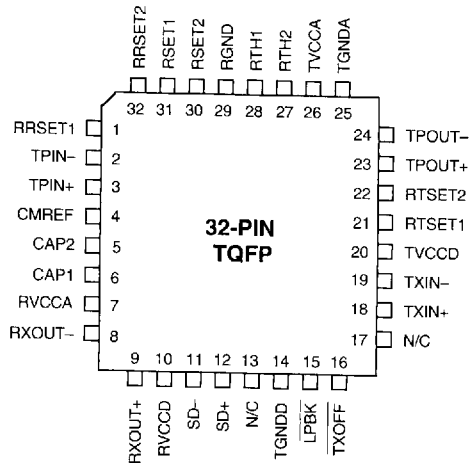 RRSET2
RSET1
RSET2
RGND
RTH1
RTH2
TVCCA
TGNDA
32 31 30 29 28 27 26 25
RRSET1 1
TPIN– 2
TPIN+ 3
CMREF 4
CAP2 5
CAP1 6
RVCCA 7
RXOUT– 8
32-PIN
TQFP
24 TPOUT–
23 TPOUT+
22 RTSET2
21 RTSET1
20 TVCCD
19 TXIN–
18 TXIN+
17 N/C
9 10 11 12 13 14 15 16
RXOUT+
RVCCD
SD–
SD+
N/C
TGNDD
LPBK
TXOFF